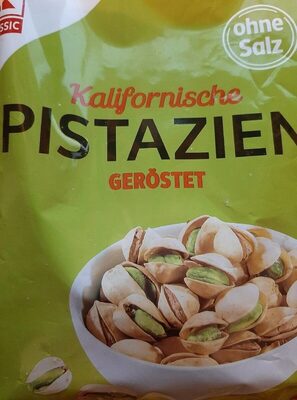 SSIC
ohne
Salz
Kalifornische
PISTAZIEN
GERÖSTET